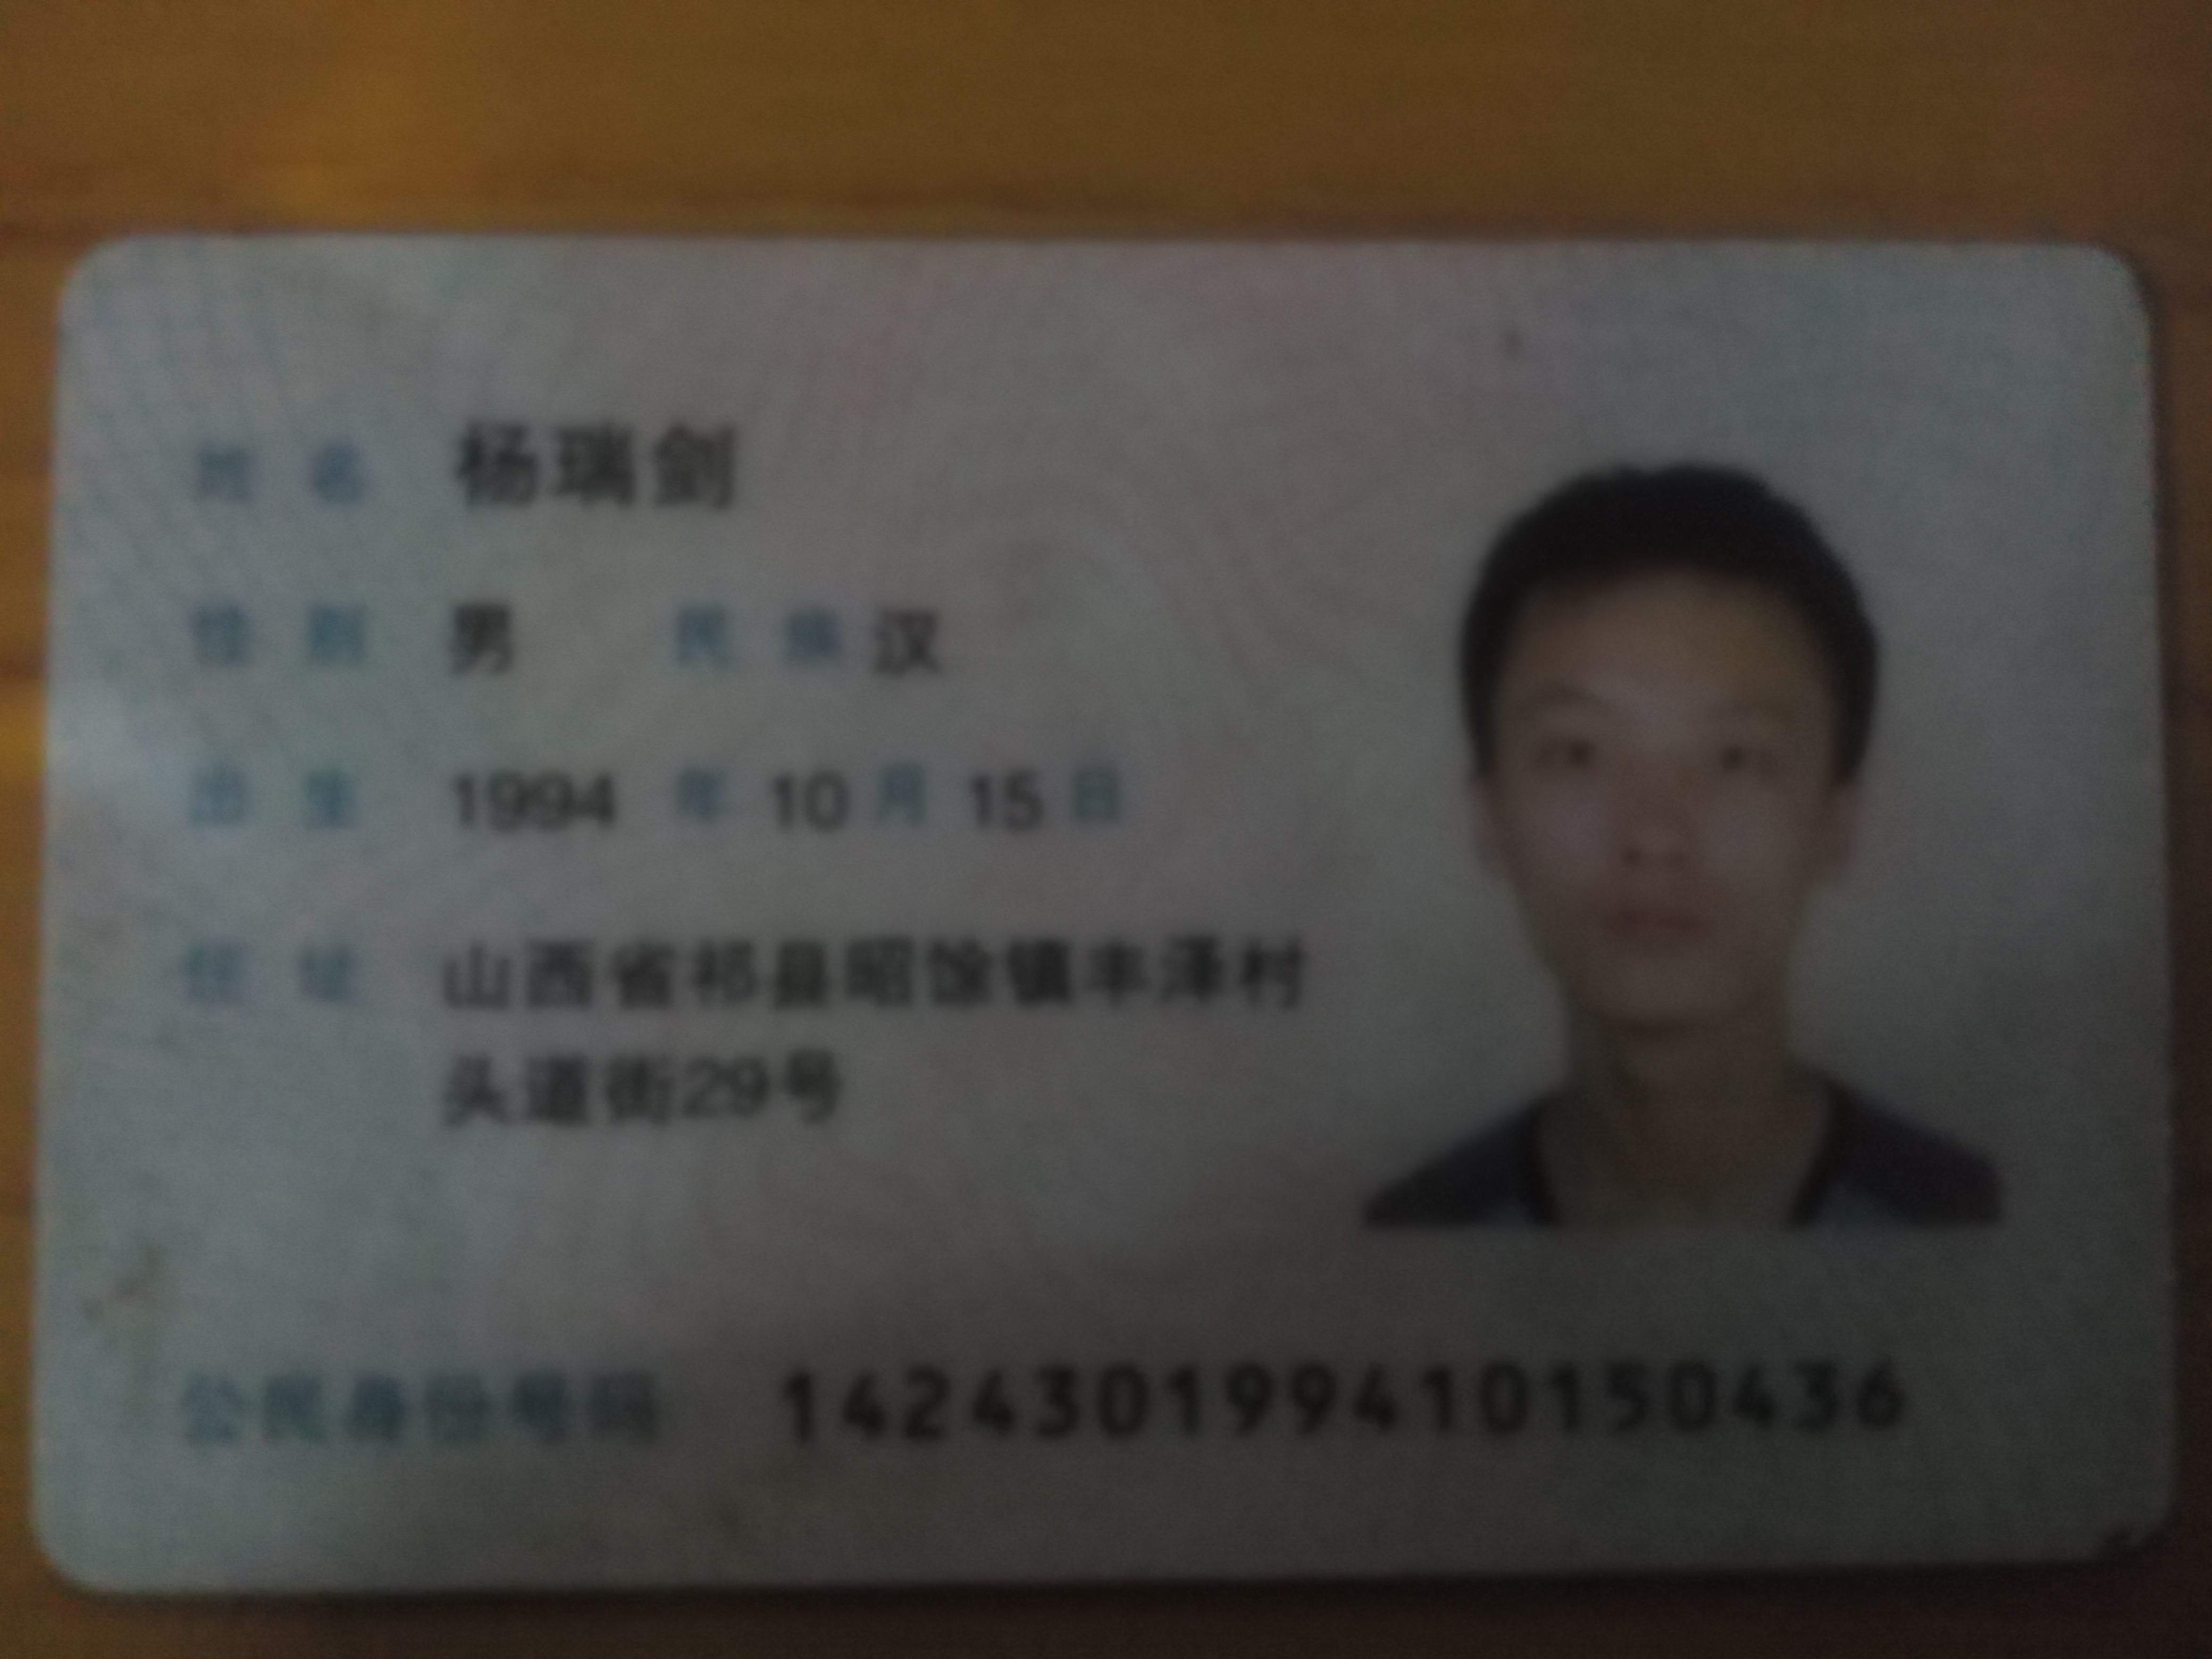 姓名 杨瑞剑
性别 男 民族 汉
出生 1994 年 10 月 15 日
住址 山西省祁县昭馀镇丰泽村
头道街29号
公民身份号码 142430199410150436